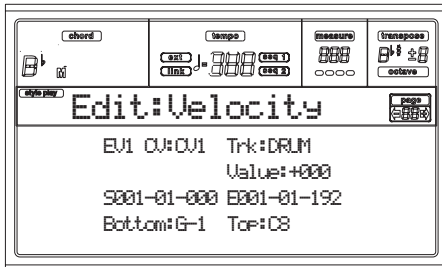 chord tempo measure transpose
ext seq 1
link seq 2
octave
style play page
Edit:Velocity
EV1 CV:CV1 Trk:DRUM
Value:+000
S001-01-000 E001-01-192
Bottom:G-1 Top:C8